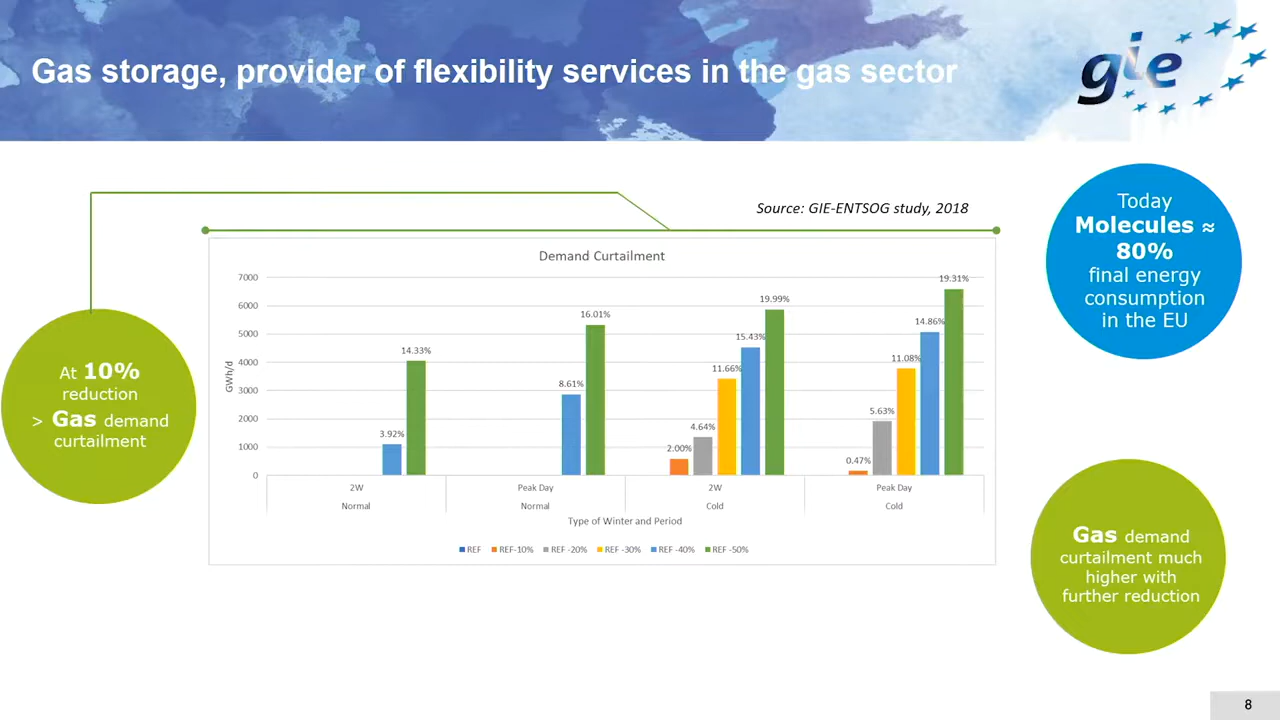 Gas storage, provider of flexibility services in the gas sector
gie
Source: GIE-ENTSOG study, 2018
Today
Molecules ≈
80%
final energy
consumption
in the EU
At 10%
reduction
> Gas demand
curtailment
Demand Curtailment
GWh/d
7000
6000
5000
4000
3000
2000
1000
0
3.92%
14.33%
8.61%
16.01%
2.00%
4.64%
11.66%
15.43%
19.99%
0.47%
5.63%
11.08%
14.86%
19.31%
2W Peak Day 2W Peak Day
Normal Normal Cold Cold
Type of Winter and Period
REF REF-10% REF -20% REF -30% REF -40% REF -50%
Gas demand
curtailment much
higher with
further reduction
8